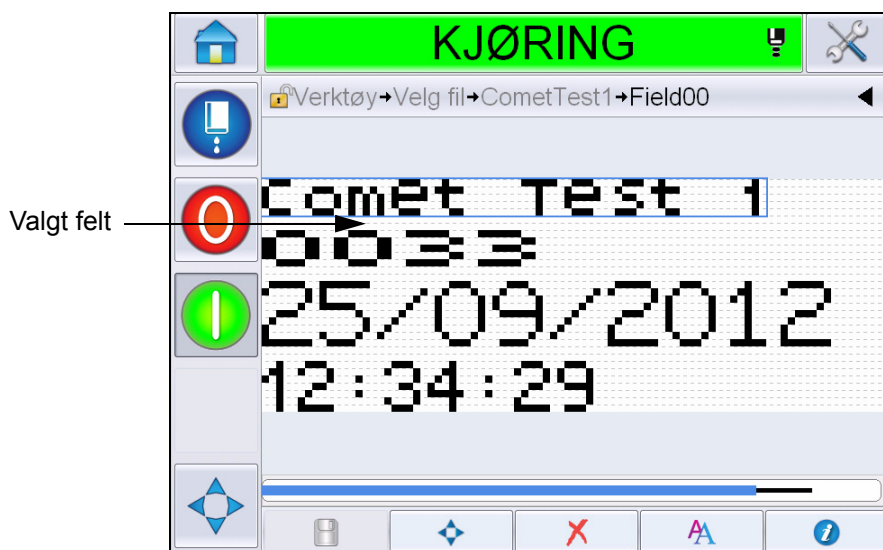 KJØRING
Verktøy→Velg fil→CometTest1→Field00
Valgt felt
Comet Test 1
0033
25/09/2012
12:34:29